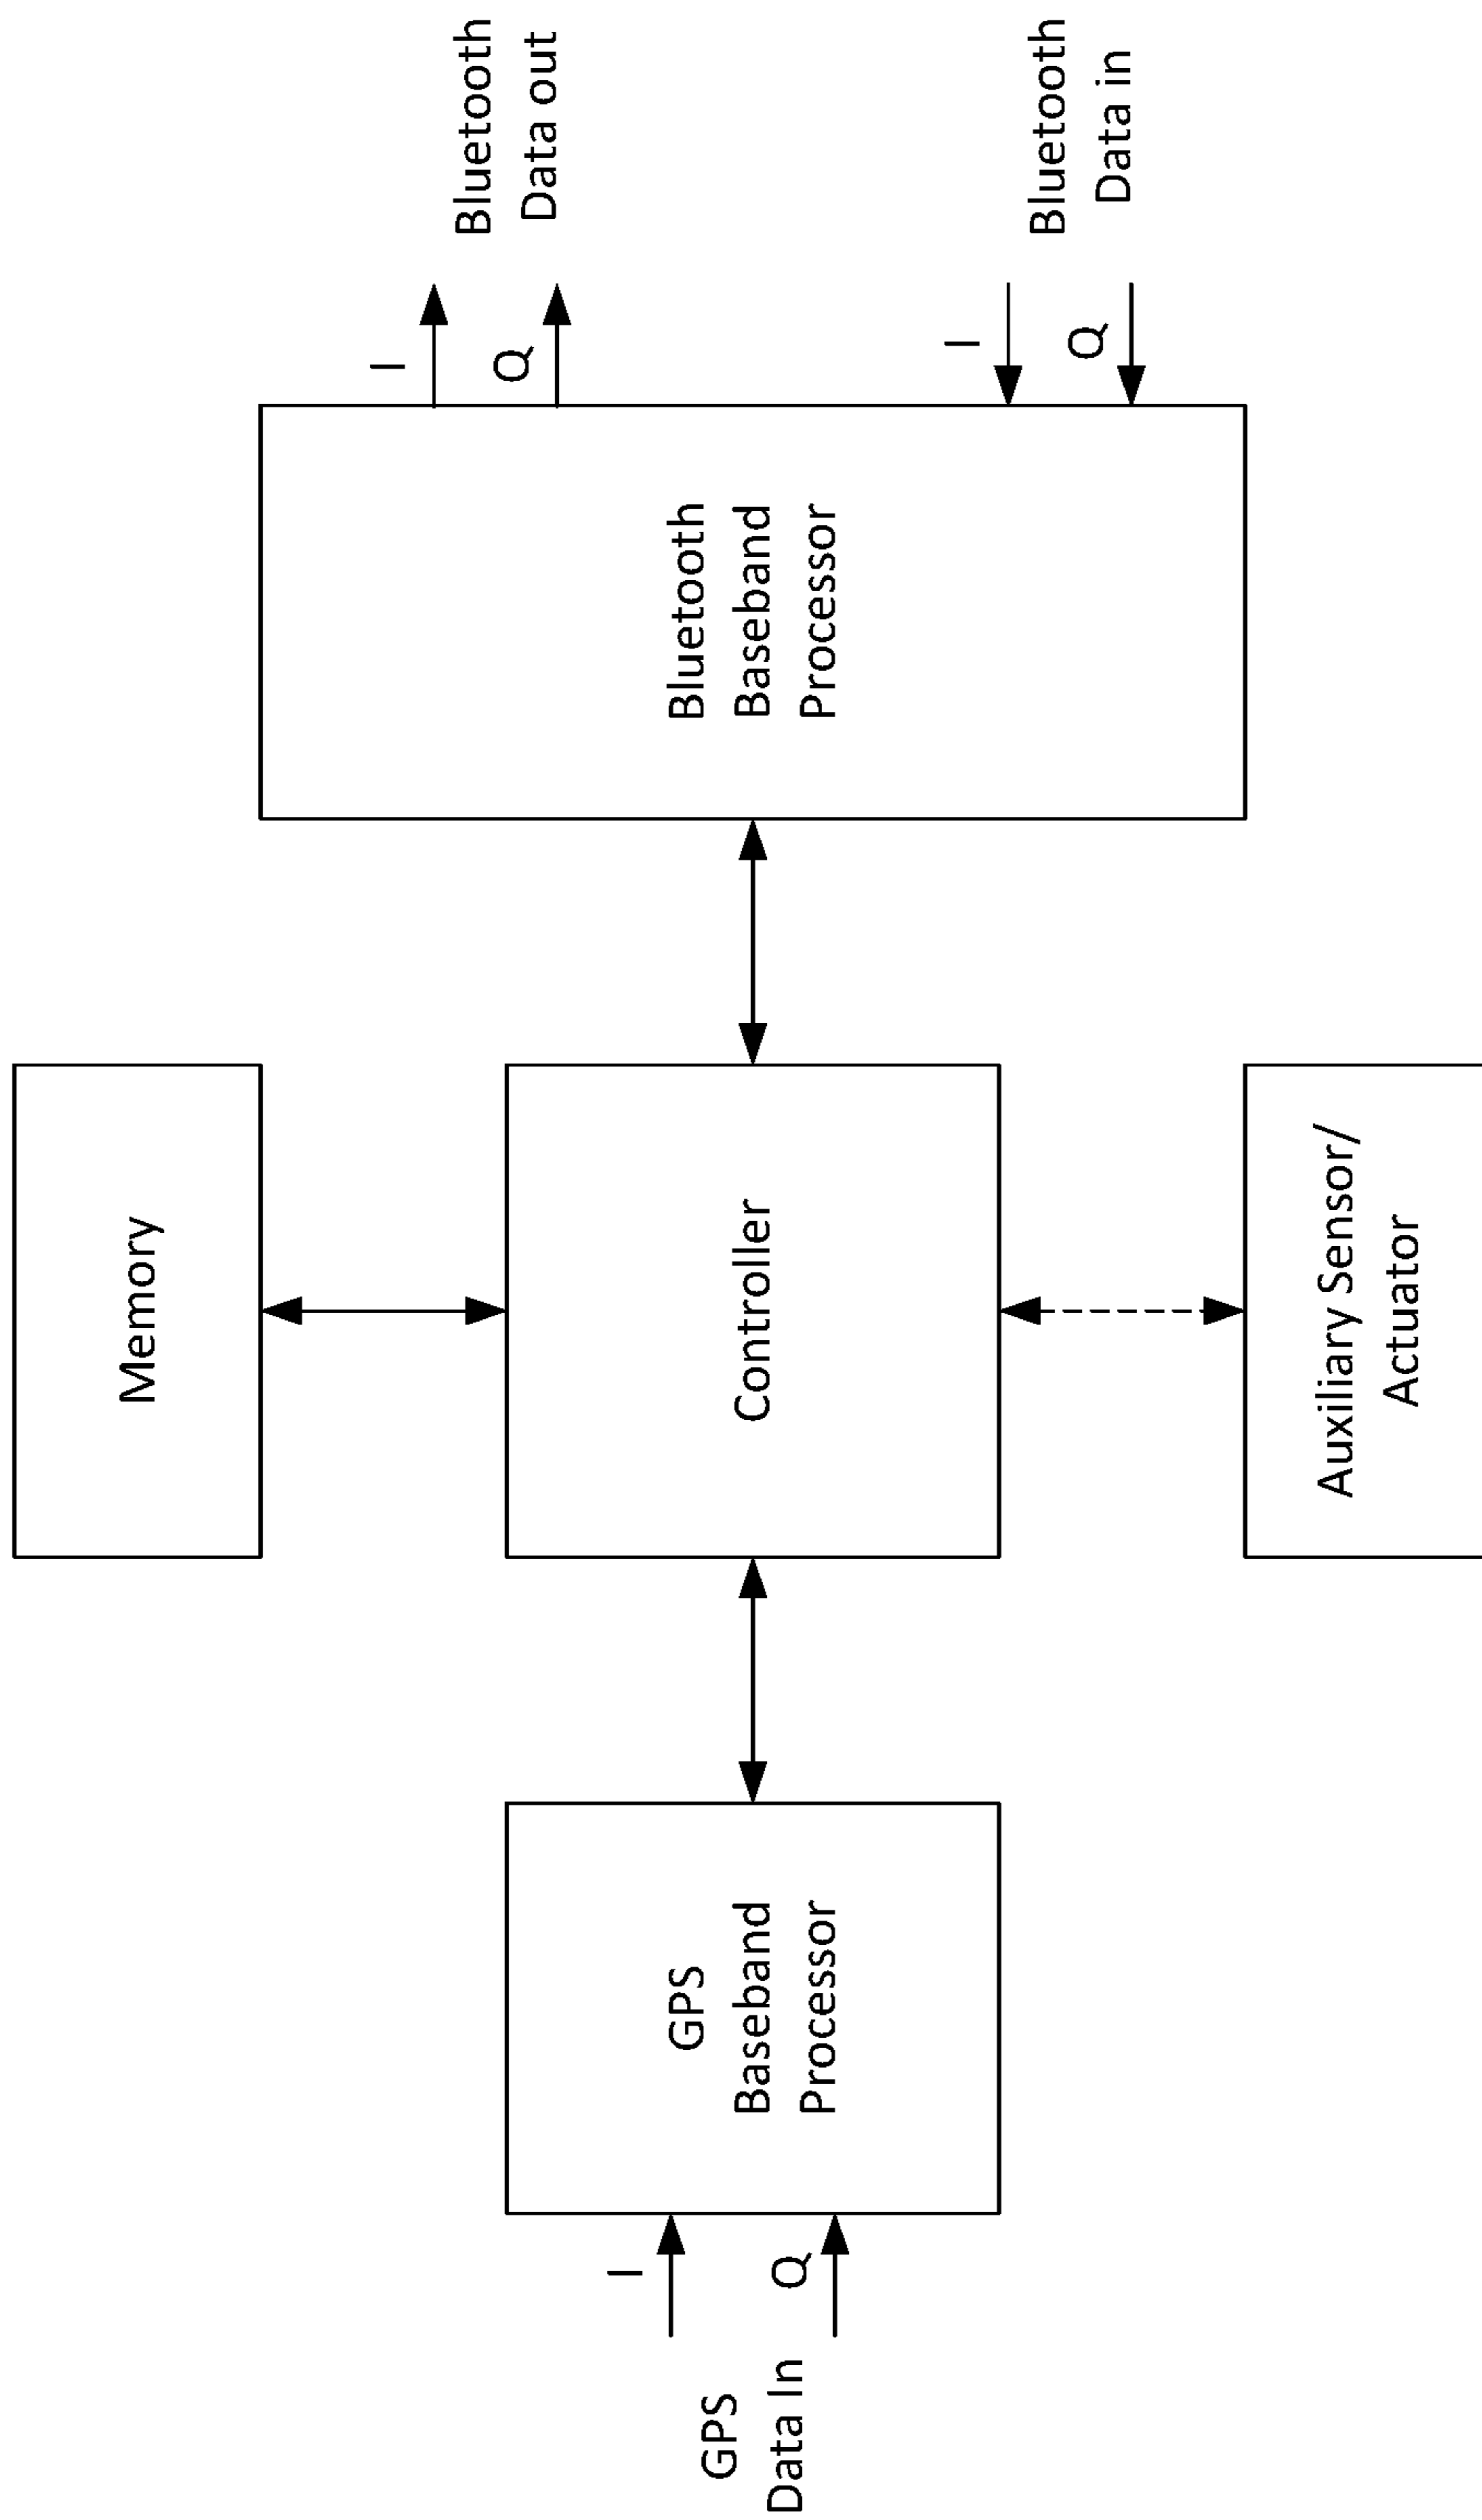 Memory
GPS
Data In
I
Q
GPS
Baseband
Processor
Controller
Bluetooth
Baseband
Processor
I
Q
Bluetooth
Data out
I
Q
Bluetooth
Data in
Auxiliary Sensor/
Actuator